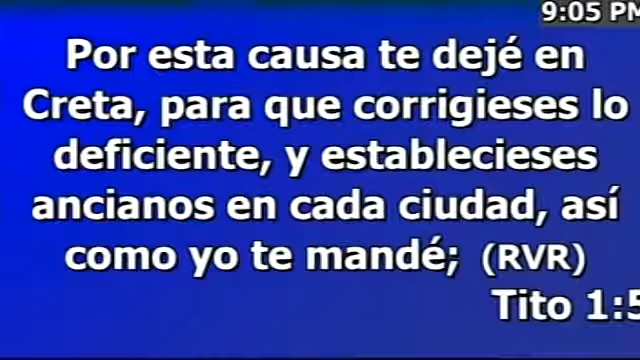 9:05 PM
Por esta causa te dejé en
Creta, para que corrigieses lo
deficiente, y establecieses
ancianos en cada ciudad, así
como yo te mandé; (RVR)
Tito 1:5